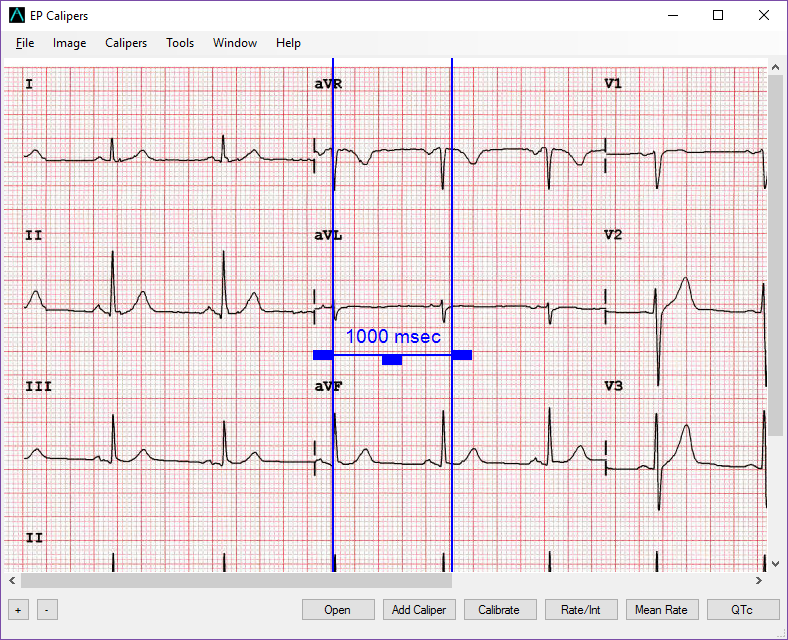 EP Calipers
File Image Calipers Tools Window Help
I aVR V1
II aVL V2
1000 msec
III aVF V3
II
+ - Open Add Caliper Calibrate Rate/Int Mean Rate QTc